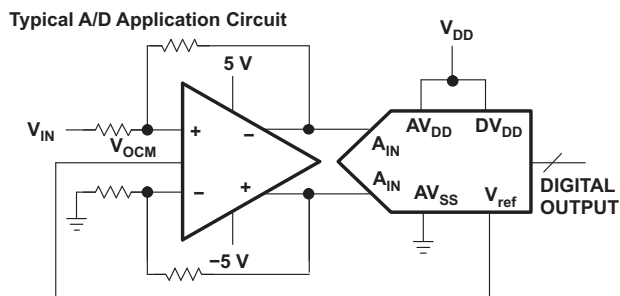 Typical A/D Application Circuit
5 V
V_DD
V_IN
+
−
V_OCM
−
+
−5 V
A_IN
A_IN
AV_DD
DV_DD
AV_SS
V_ref
DIGITAL
OUTPUT